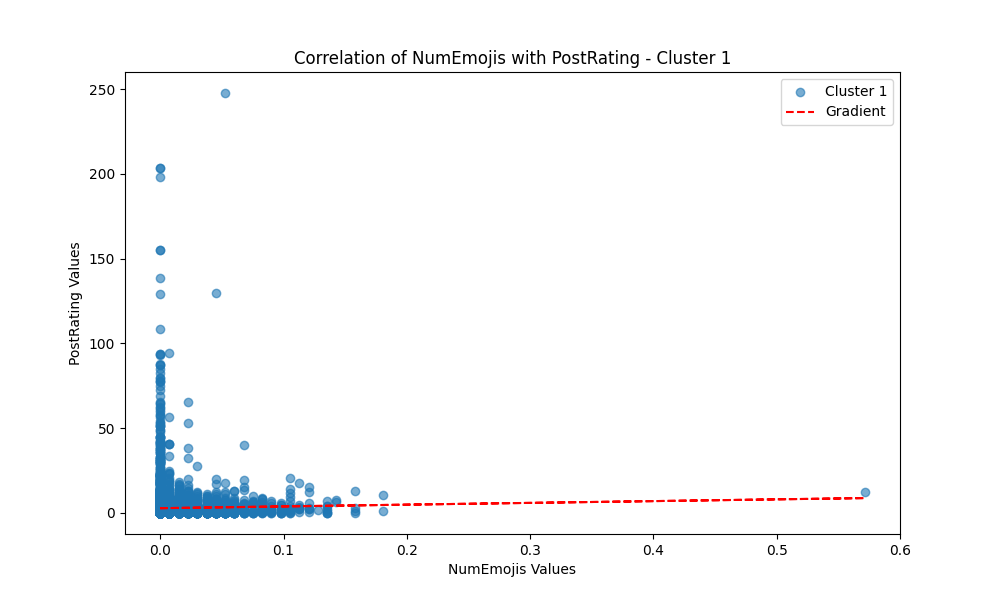 Correlation of NumEmojis with PostRating - Cluster 1
Cluster 1
Gradient
250
200
150
100
50
0
PostRating Values
0.0 0.1 0.2 0.3 0.4 0.5 0.6
NumEmojis Values